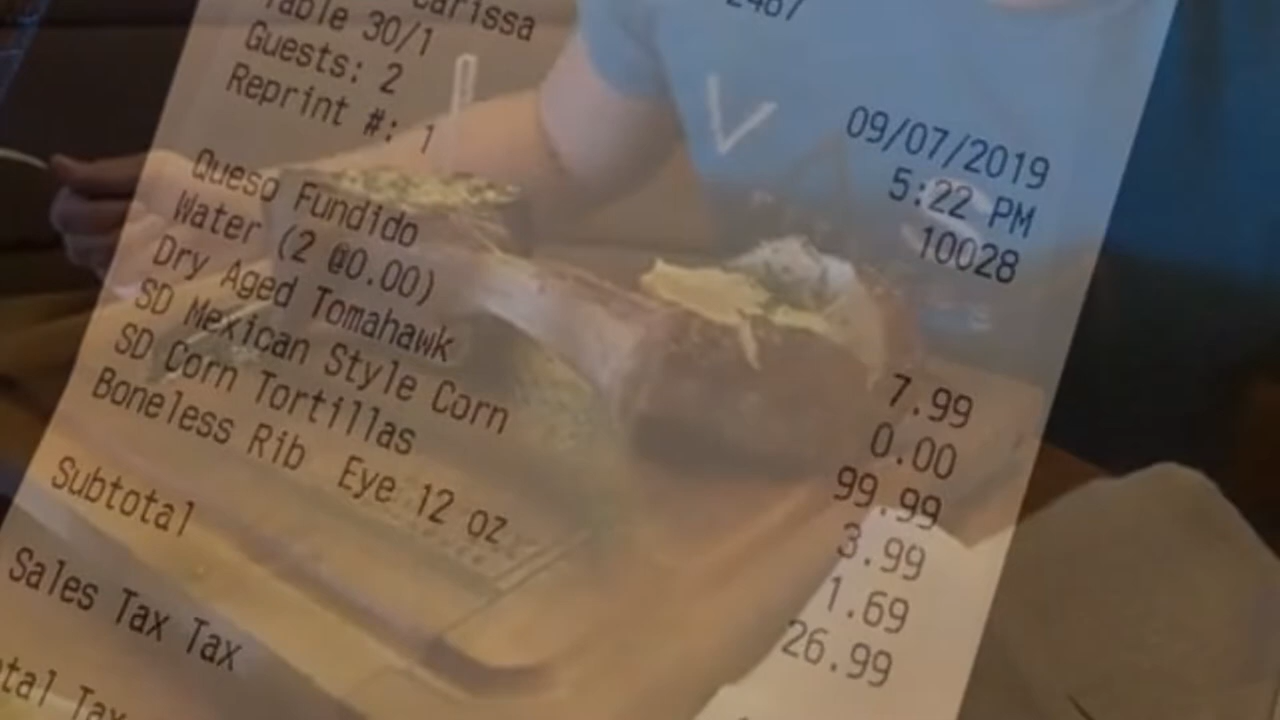 Carissa
Table 30/1
Guests: 2
Reprint #: 1
09/07/2019
5:22 PM
10028
Queso Fundido 7.99
Water (2 @0.00) 0.00
Dry Aged Tomahawk 99.99
SD Mexican Style Corn 3.99
SD Corn Tortillas 1.69
Boneless Rib Eye 12 oz 26.99
Subtotal
Sales Tax Tax
Tax